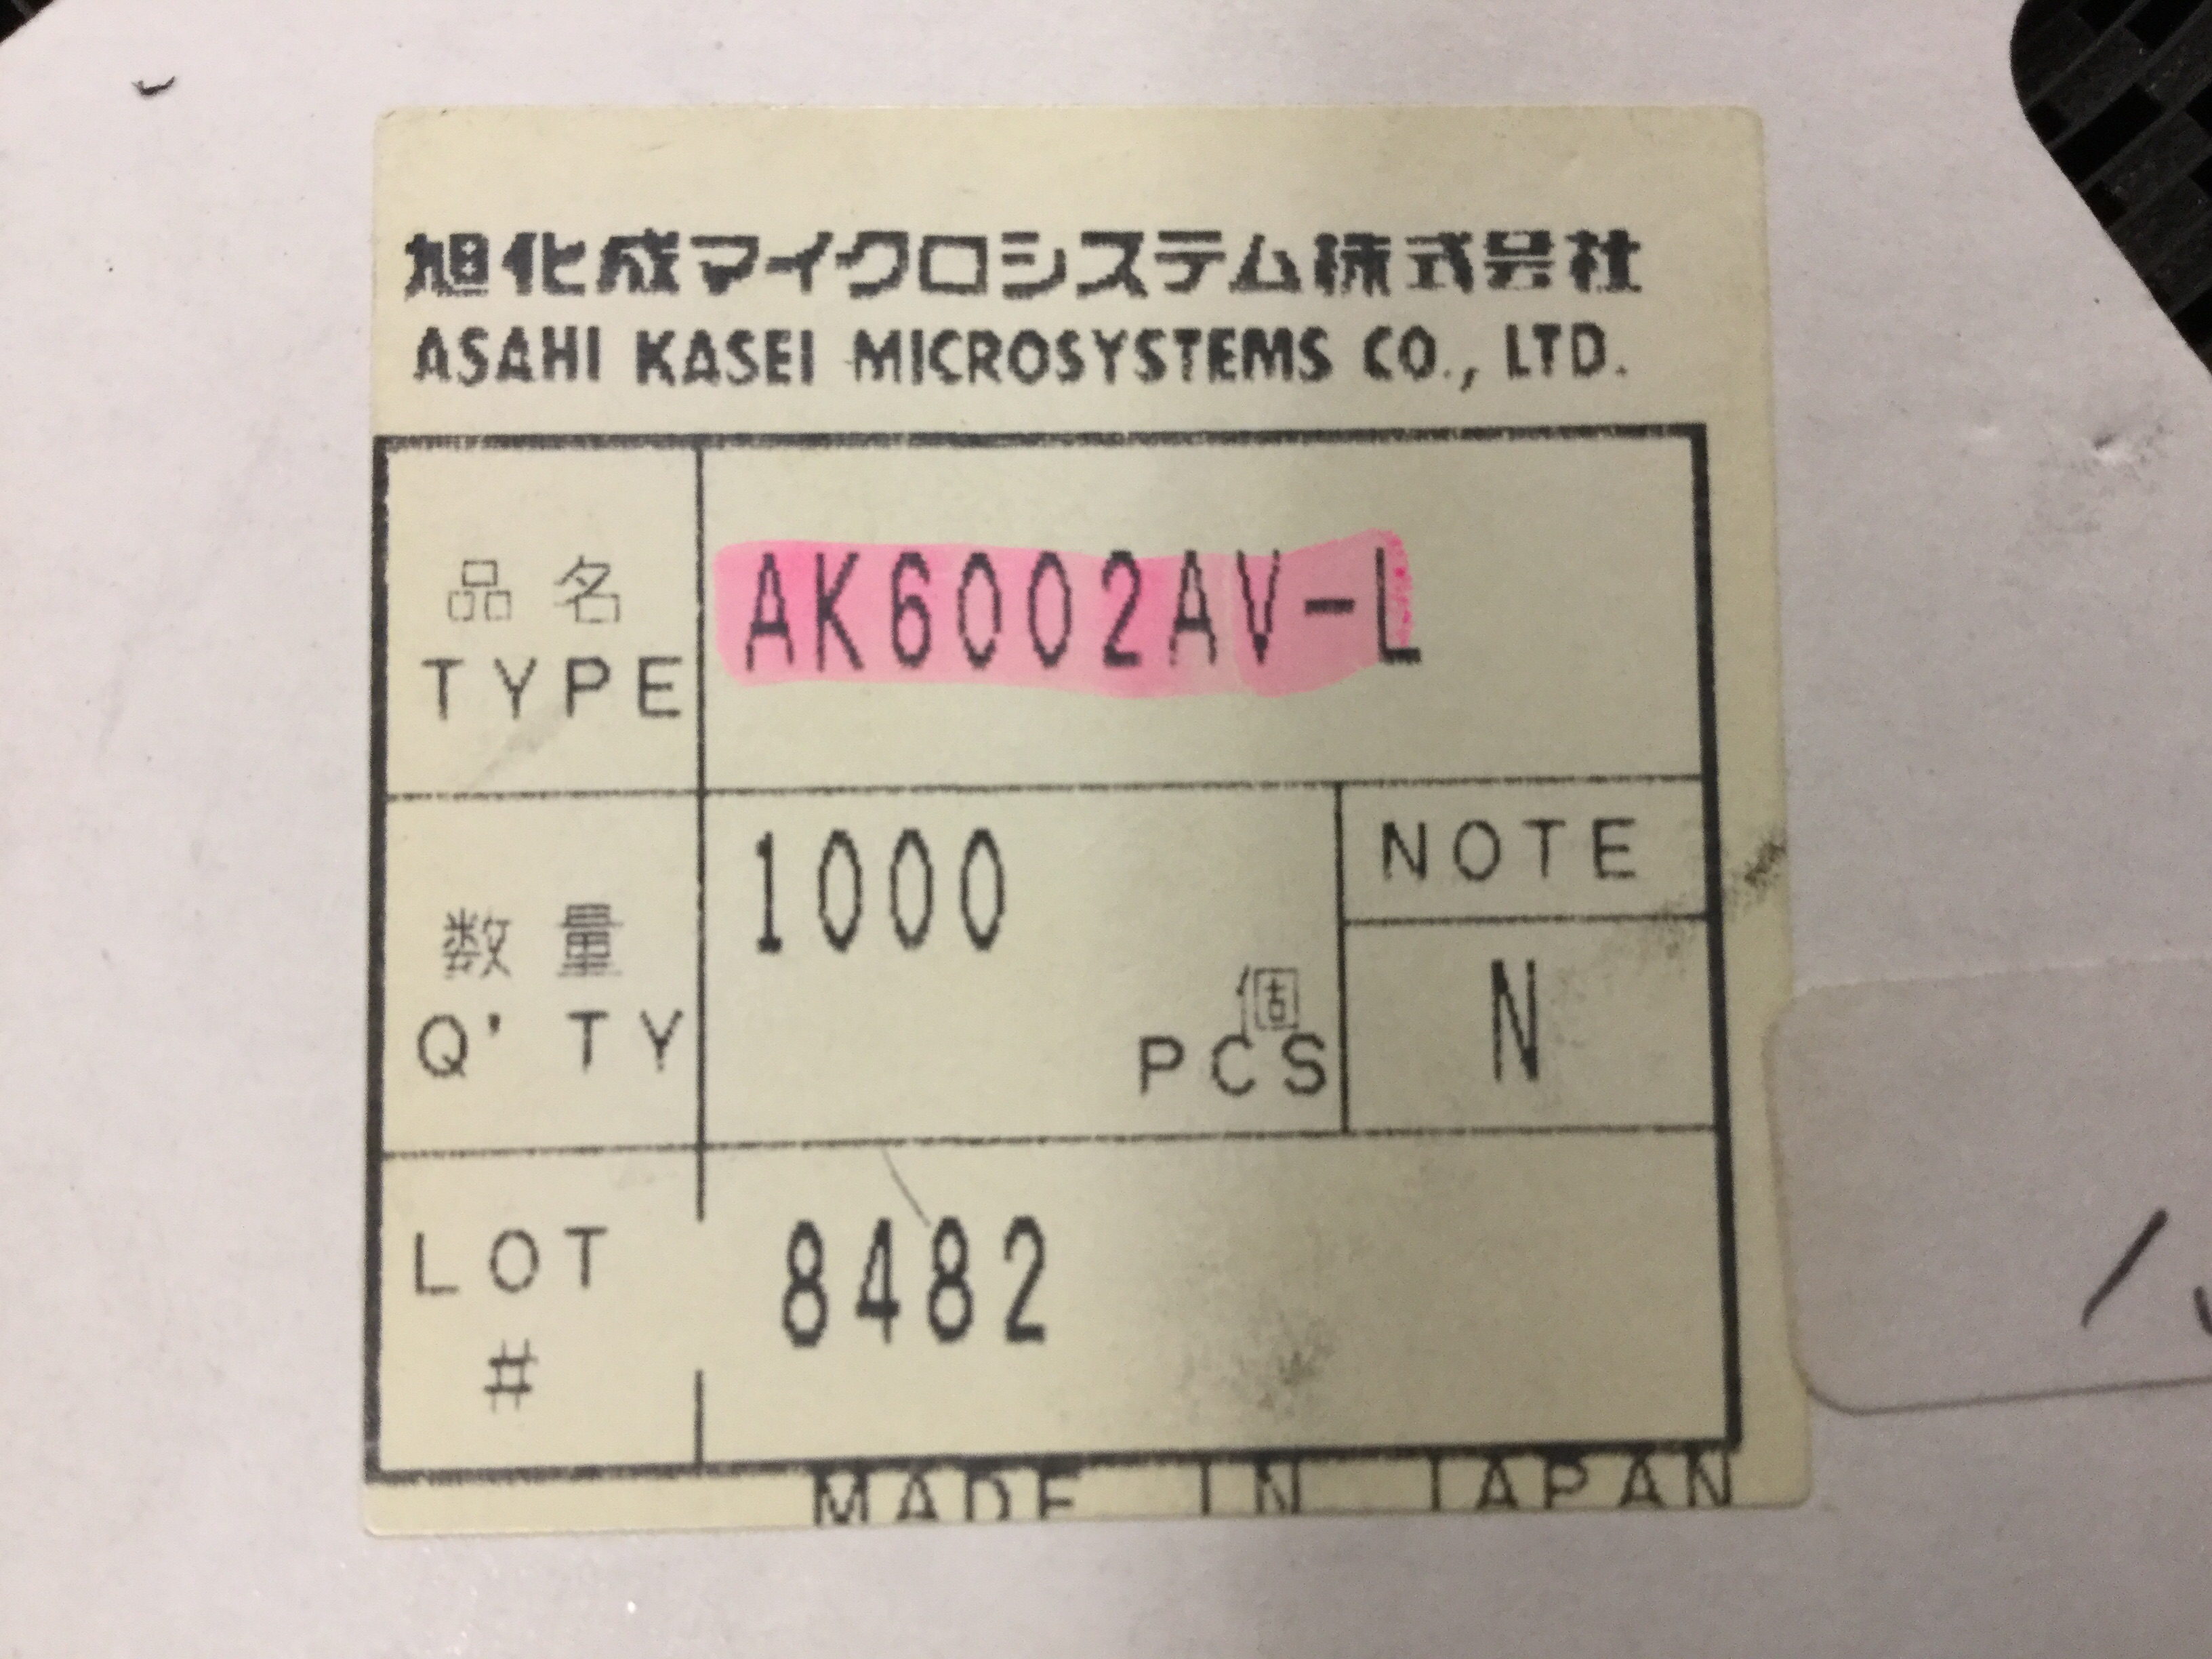 旭化成マイクロシステム株式会社
ASAHI KASEI MICROSYSTEMS CO., LTD.
品名
TYPE
AK6002AV-L
数量
Q'TY
1000
個
PCS
NOTE
N
LOT
#
8482
MADE IN JAPAN